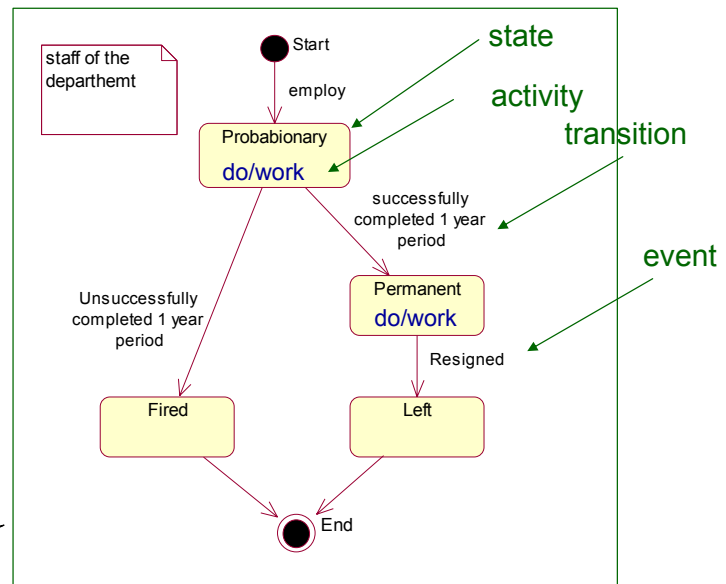 staff of the
departhemt
Start
state
employ
activity
transition
Probabionary
do/work
successfully
completed 1 year
period
event
Permanent
do/work
Unsuccessfully
completed 1 year
period
Resigned
Fired
Left
End